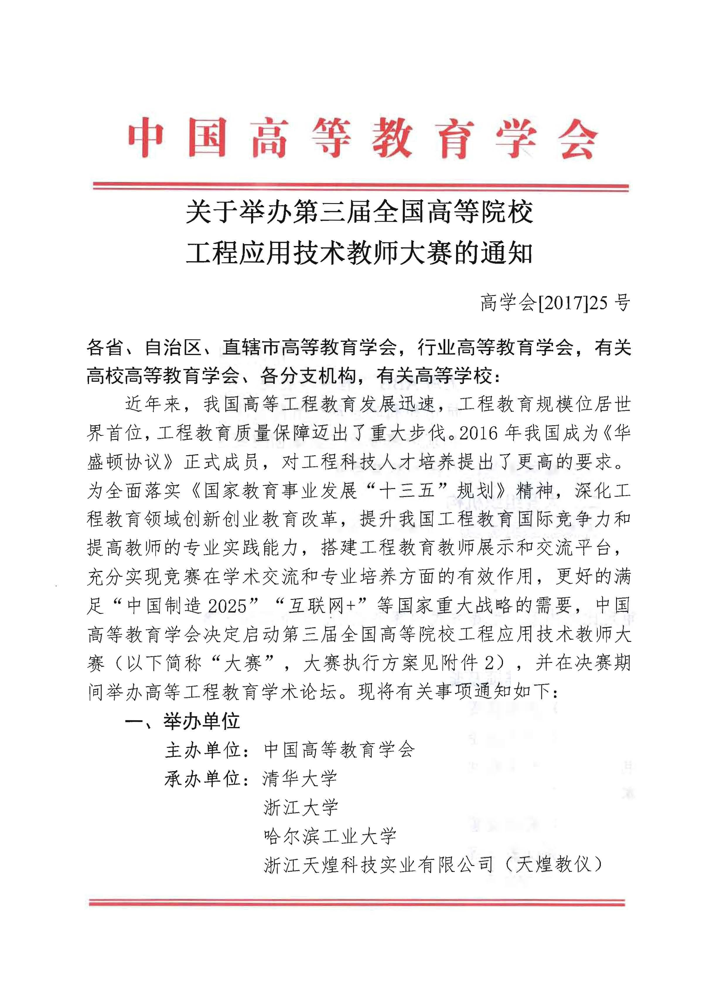 中国高等教育学会
关于举办第三届全国高等院校
工程应用技术教师大赛的通知
高学会[2017]25 号
各省、自治区、直辖市高等教育学会，行业高等教育学会，有关
高校高等教育学会、各分支机构，有关高等学校：
近年来，我国高等工程教育发展迅速，工程教育规模位居世
界首位，工程教育质量保障迈出了重大步伐。2016 年我国成为《华
盛顿协议》正式成员，对工程科技人才培养提出了更高的要求。
为全面落实《国家教育事业发展“十三五”规划》精神，深化工
程教育领域创新创业教育改革，提升我国工程教育国际竞争力和
提高教师的专业实践能力，搭建工程教育教师展示和交流平台，
充分实现竞赛在学术交流和专业培养方面的有效作用，更好的满
足“中国制造 2025”“互联网+”等国家重大战略的需要，中国
高等教育学会决定启动第三届全国高等院校工程应用技术教师大
赛（以下简称“大赛”，大赛执行方案见附件 2），并在决赛期
间举办高等工程教育学术论坛。现将有关事项通知如下：
一、举办单位
主办单位：中国高等教育学会
承办单位：清华大学
浙江大学
哈尔滨工业大学
浙江天煌科技实业有限公司（天煌教仪）